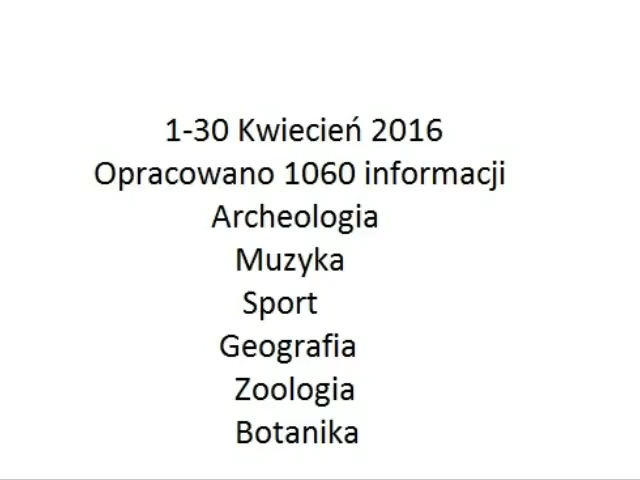 1-30 Kwiecień 2016
Opracowano 1060 informacji
Archeologia
Muzyka
Sport
Geografia
Zoologia
Botanika